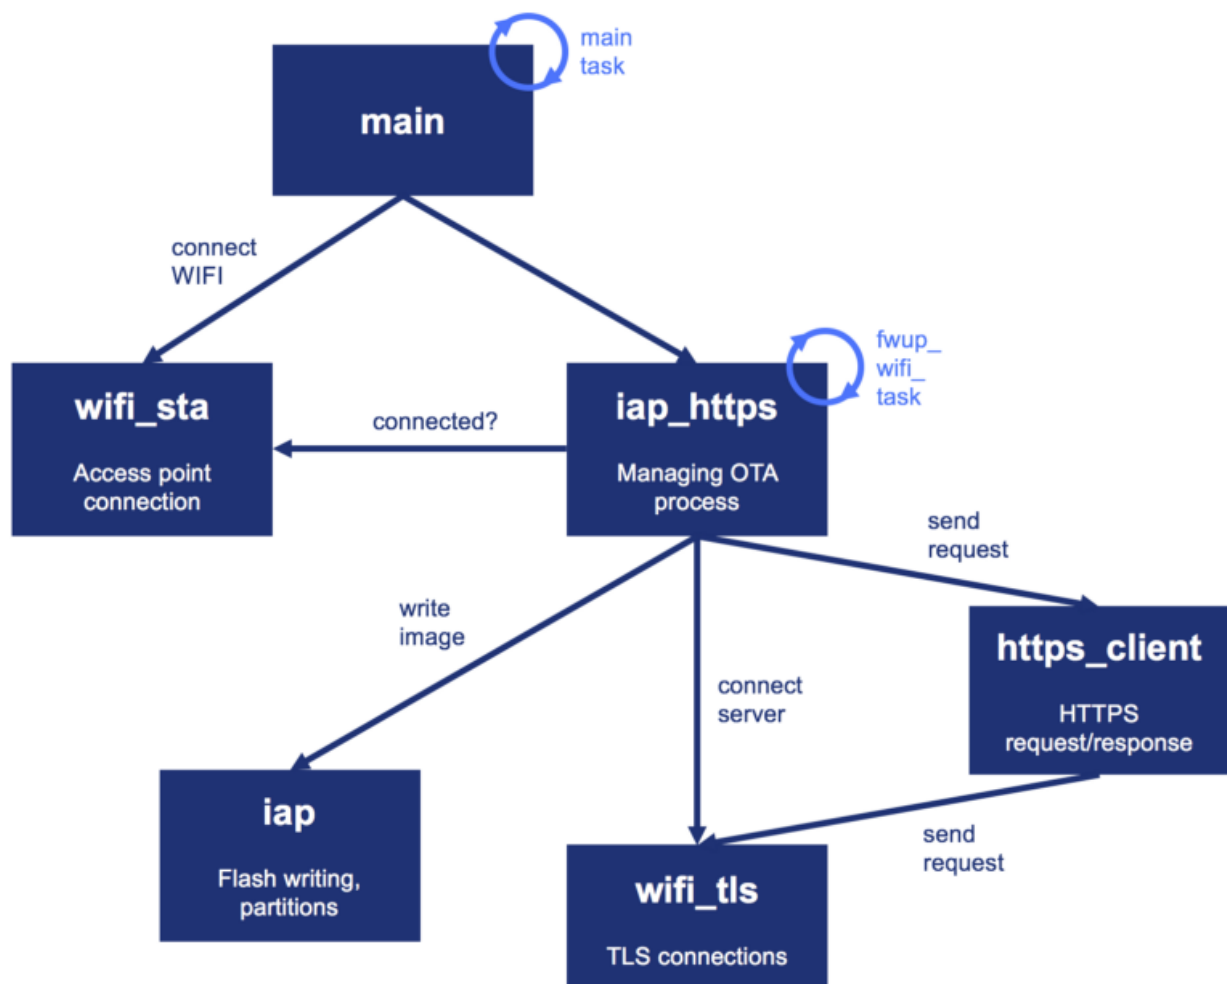 main
task
main
connect
WIFI
fwup_
wifi_
task
wifi_sta
Access point
connection
connected?
iap_https
Managing OTA
process
send
request
write
image
https_client
HTTPS
request/response
connect
server
iap
Flash writing,
partitions
send
request
wifi_tls
TLS connections